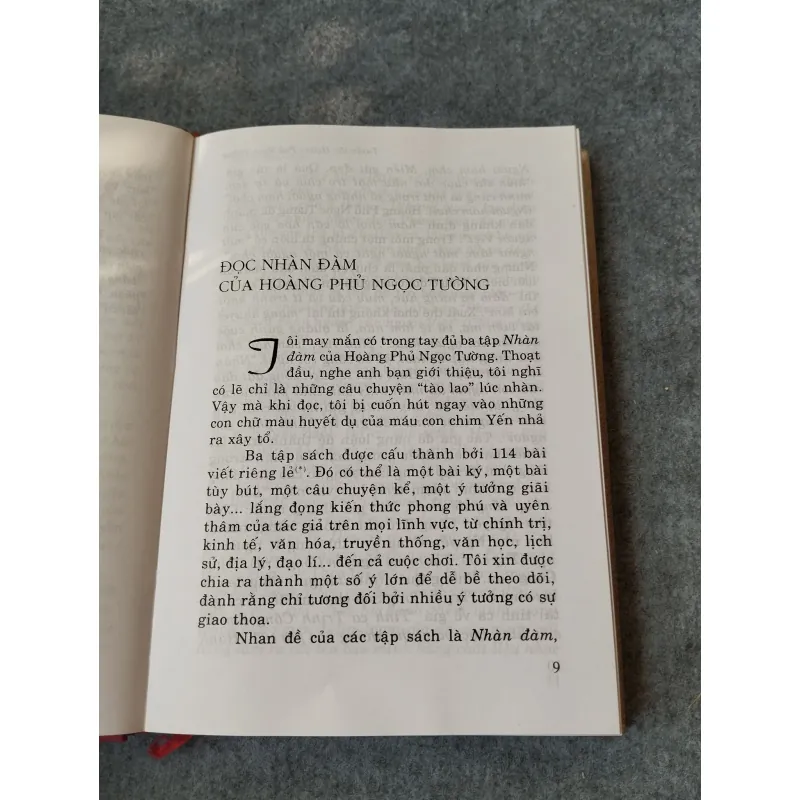 ĐỌC NHÀN ĐÀM
CỦA HOÀNG PHỦ NGỌC TƯỜNG
Tôi may mắn có trong tay đủ ba tập Nhàn
đàm của Hoàng Phủ Ngọc Tường. Thoạt
đầu, nghe anh bạn giới thiệu, tôi nghĩ
có lẽ chỉ là những câu chuyện “tào lao” lúc nhàn.
Vậy mà khi đọc, tôi bị cuốn hút ngay vào những
con chữ màu huyết dụ của máu con chim Yến nhả
ra xây tổ.
Ba tập sách được cấu thành bởi 114 bài
viết riêng lẻ(*). Đó có thể là một bài ký, một bài
tùy bút, một câu chuyện kể, một ý tưởng giãi
bày... lắng đọng kiến thức phong phú và uyên
thâm của tác giả trên mọi lĩnh vực, từ chính trị,
kinh tế, văn hóa, truyền thống, văn học, lịch
sử, địa lý, đạo lí... đến cả cuộc chơi. Tôi xin được
chia ra thành một số ý lớn để dễ bề theo dõi,
đành rằng chỉ tương đối bởi nhiều ý tưởng có sự
giao thoa.
Nhan đề của các tập sách là Nhàn đàm,
9